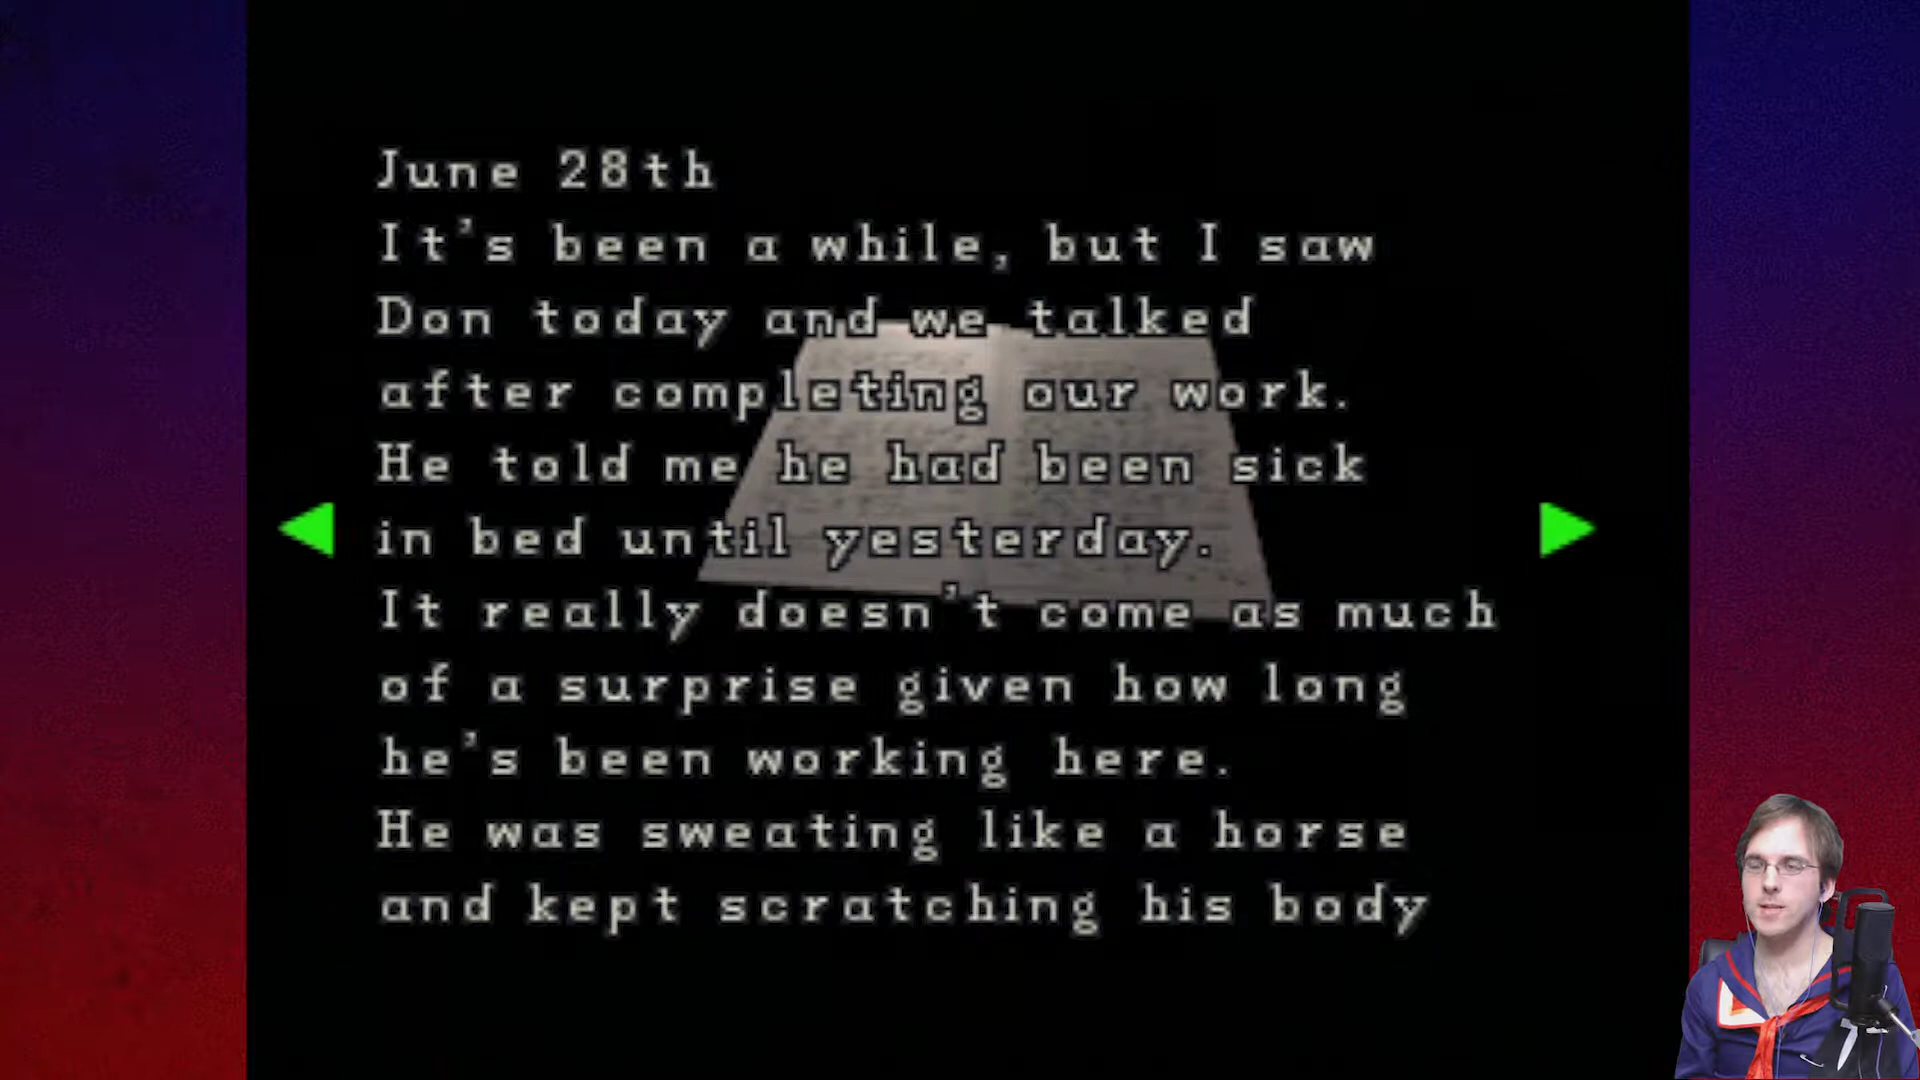 June 28th
It's been a while, but I saw
Don today and we talked
after completing our work.
He told me he had been sick
in bed until yesterday.
It really doesn't come as much
of a surprise given how long
he's been working here.
He was sweating like a horse
and kept scratching his body